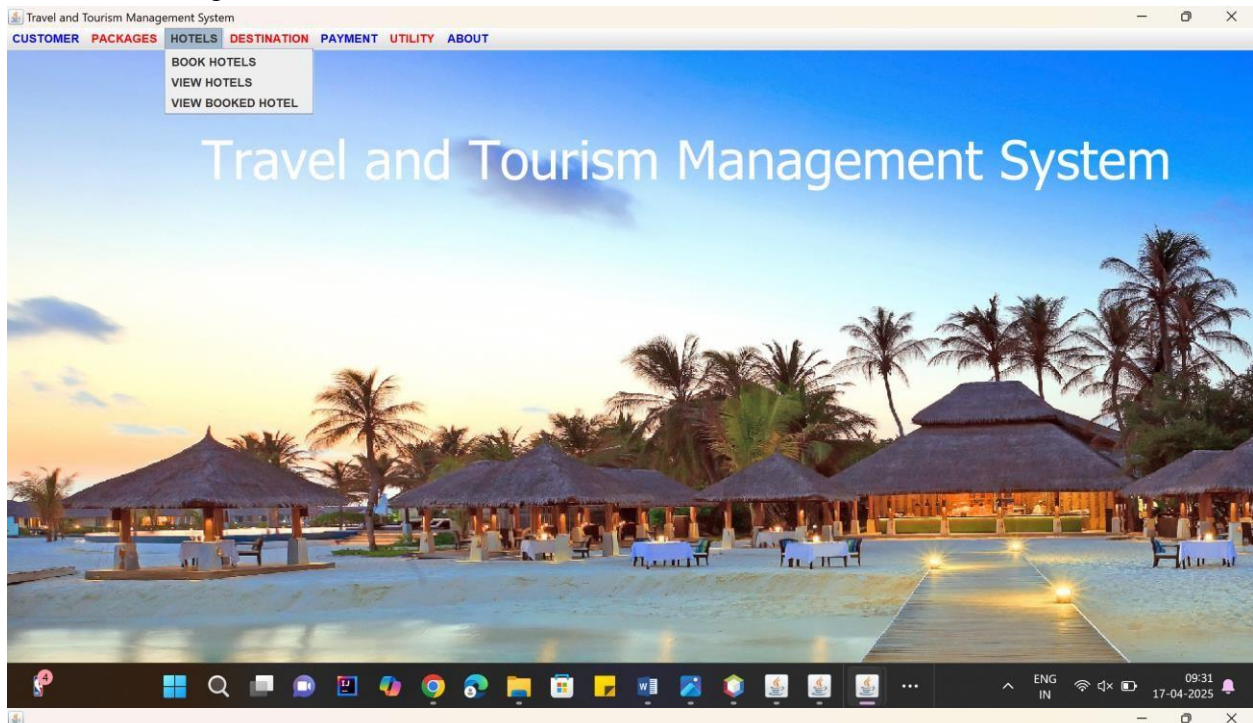 Travel and Tourism Management System
CUSTOMER PACKAGES HOTELS DESTINATION PAYMENT UTILITY ABOUT
BOOK HOTELS
VIEW HOTELS
VIEW BOOKED HOTEL
Travel and Tourism Management System
4
ENG
IN
09:31
17-04-2025